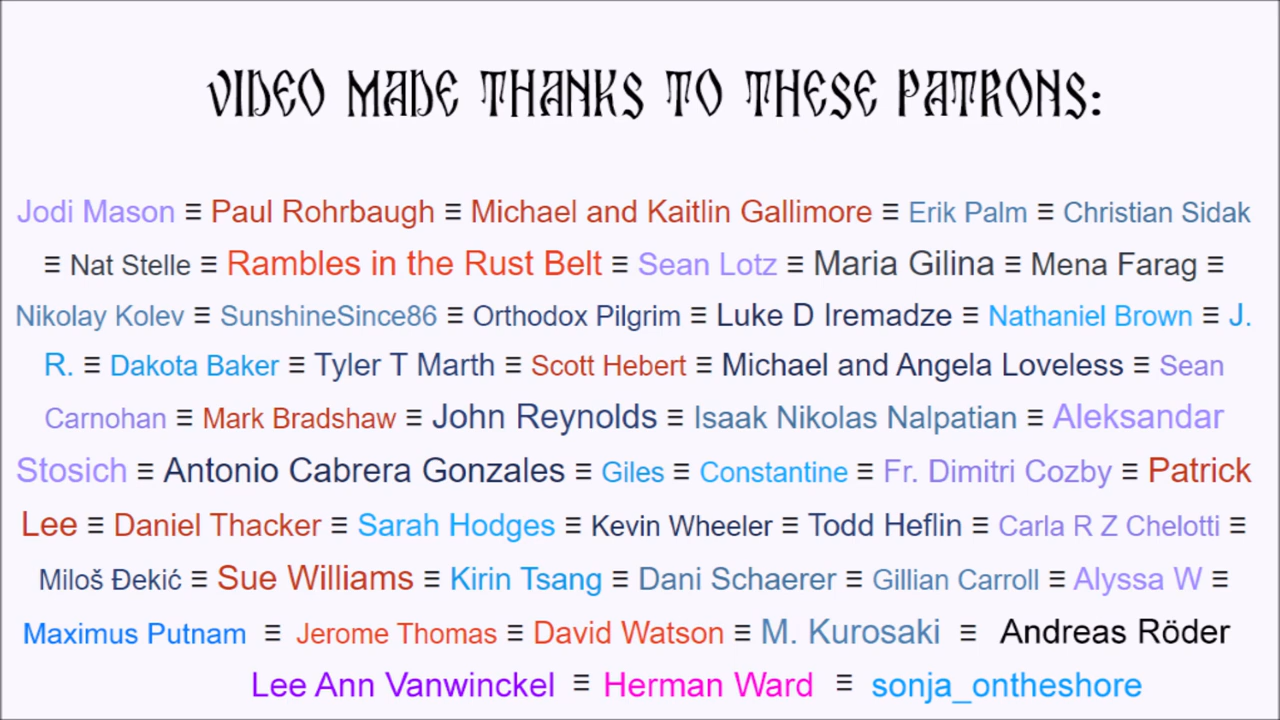 VIDEO MADE THANKS TO THESE PATRONS:
Jodi Mason ≡ Paul Rohrbaugh ≡ Michael and Kaitlin Gallimore ≡ Erik Palm ≡ Christian Sidak
≡ Nat Stelle ≡ Rambles in the Rust Belt ≡ Sean Lotz ≡ Maria Gilina ≡ Mena Farag ≡
Nikolay Kolev ≡ SunshineSince86 ≡ Orthodox Pilgrim ≡ Luke D Iremadze ≡ Nathaniel Brown ≡ J.
R. ≡ Dakota Baker ≡ Tyler T Marth ≡ Scott Hebert ≡ Michael and Angela Loveless ≡ Sean
Carnohan ≡ Mark Bradshaw ≡ John Reynolds ≡ Isaak Nikolas Nalpatian ≡ Aleksandar
Stosich ≡ Antonio Cabrera Gonzales ≡ Giles ≡ Constantine ≡ Fr. Dimitri Cozby ≡ Patrick
Lee ≡ Daniel Thacker ≡ Sarah Hodges ≡ Kevin Wheeler ≡ Todd Heflin ≡ Carla R Z Chelotti ≡
Miloš Đekić ≡ Sue Williams ≡ Kirin Tsang ≡ Dani Schaerer ≡ Gillian Carroll ≡ Alyssa W ≡
Maximus Putnam ≡ Jerome Thomas ≡ David Watson ≡ M. Kurosaki ≡ Andreas Röder
Lee Ann Vanwinckel ≡ Herman Ward ≡ sonja_ontheshore